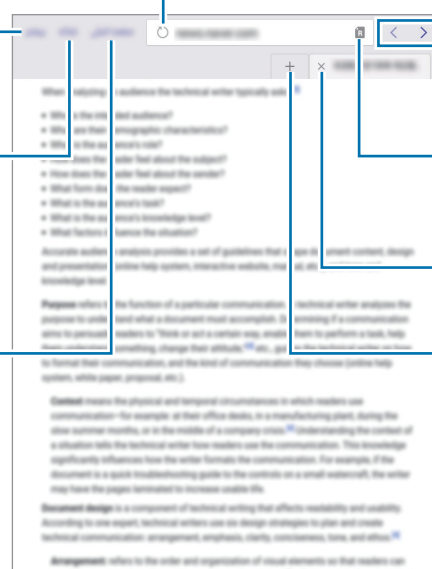 news.naver.com
When analyzing an audience the technical writer typically asks:
the intended audience?
What are their demographic characteristics?
What is the audience's role?
How does the reader feel about the subject?
How does the reader feel about the sender?
What form does the reader expect?
What is the audience's task?
What is the audience's knowledge level?
What factors influence the situation?
Accurate audience analysis provides a set of guidelines that shape document content, design
and presentation (online help system, interactive website, manual, etc.),
knowledge level.
Purpose refers to the function of a particular communication. technical writer analyzes the
purpose to understand what a document must accomplish. Determining if a communication
aims to persuade readers to "think or act a certain way, enable them to perform a task, help
them understand something, change their attitude," etc., guides the technical writer on how
to format their communication, and the kind of communication they choose (online help
system, white paper, proposal, etc.).
Context means the physical and temporal circumstances in which readers use
communication—for example: at their office desks, in a manufacturing plant, during the
slow summer months, or in the middle of a company crisis. Understanding the context of
a situation tells the technical writer how readers use the communication. This knowledge
significantly influences how the writer formats the communication. For example, if the
document is a quick troubleshooting guide to the controls on a small watercraft, the writer
may have the pages laminated to increase usable life.
Document design is a component of technical writing that affects readability and usability.
According to one expert, technical writers use six design strategies to plan and create
technical communication: arrangement, emphasis, clarity, conciseness, tone, and ethos.
Arrangement: refers to the order and organization of visual elements so that readers can